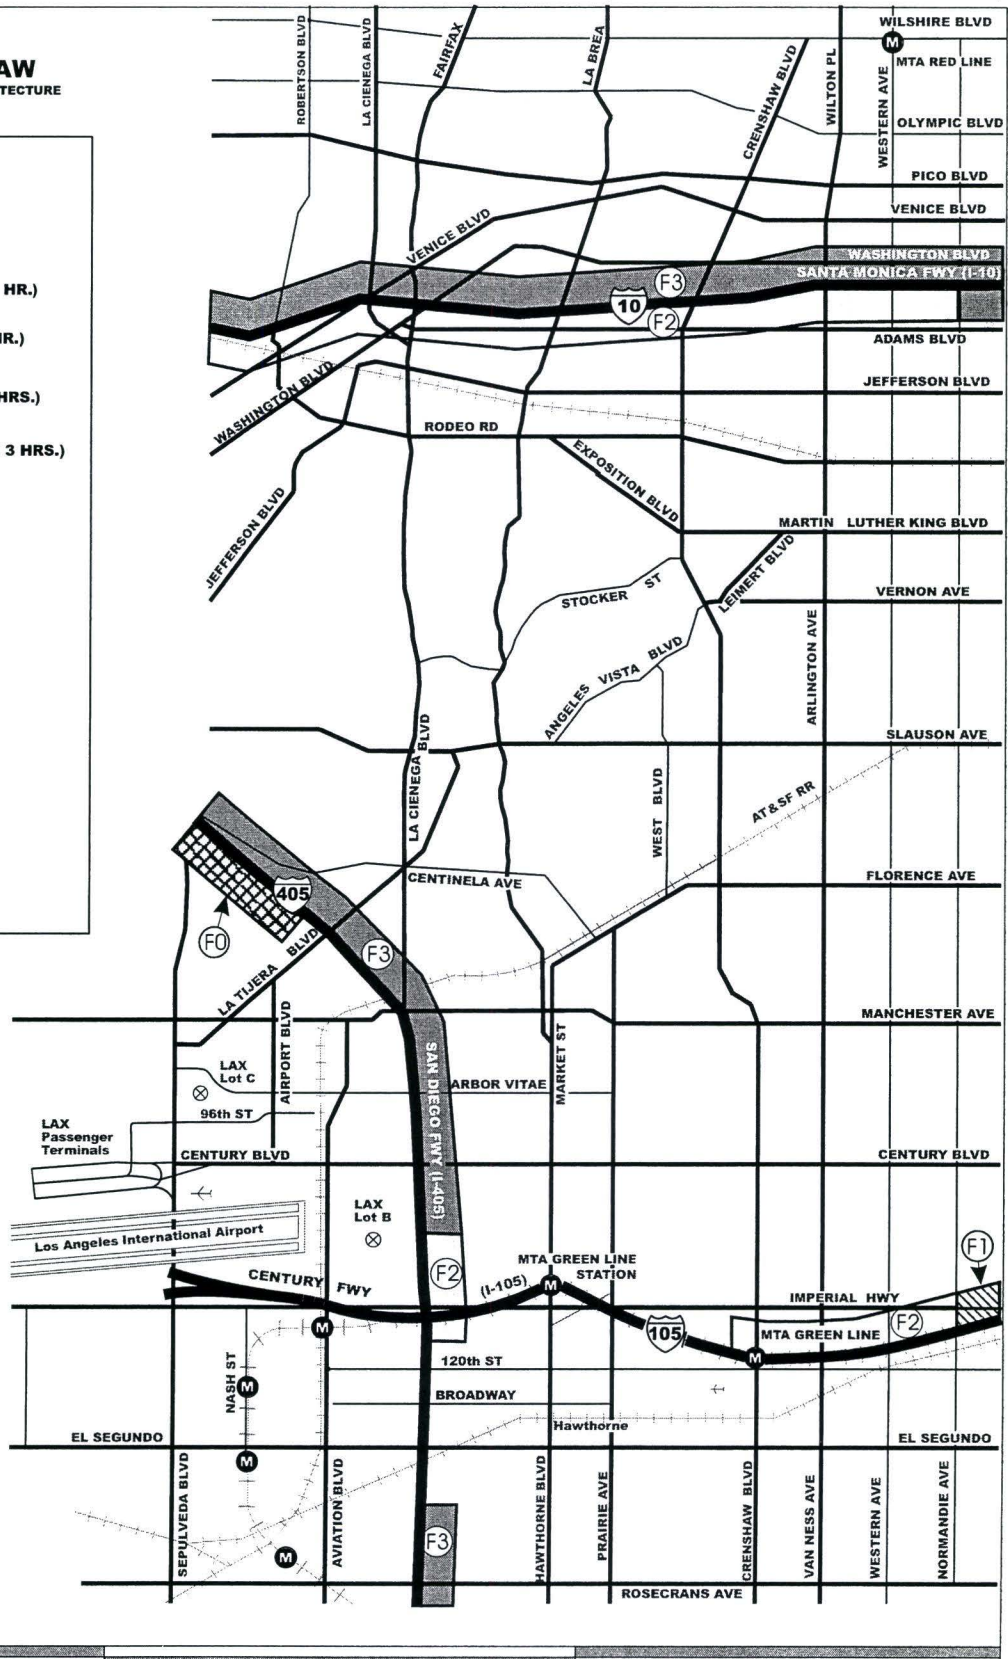 AW
TECTURE
HR.)
IR.)
HRS.)
3 HRS.)
ROBERTSON BLVD
LA CIENEGA BLVD
FAIRFAX
LA BREA
CRENSHAW BLVD
WILTON PL
WESTERN AVE
WILSHIRE BLVD
M
MTA RED LINE
OLYMPIC BLVD
PICO BLVD
VENICE BLVD
VENICE BLVD
WASHINGTON BLVD
SANTA MONICA FWY (I-10)
F3
10
F2
ADAMS BLVD
WASHINGTON BLVD
JEFFERSON BLVD
RODEO RD
EXPOSITION BLVD
JEFFERSON BLVD
MARTIN LUTHER KING BLVD
LEIMERT BLVD
STOCKER ST
VERNON AVE
ANGELES VISTA BLVD
ARLINGTON AVE
LA CIENEGA BLVD
SLAUSON AVE
WEST BLVD
AT&SF RR
CENTINELA AVE
FLORENCE AVE
405
F0
F3
LA TIJERA BLVD
AIRPORT BLVD
MANCHESTER AVE
MARKET ST
SAN DIEGO FWY (I-405)
LAX
Lot C
ARBOR VITAE
96th ST
LAX
Passenger
Terminals
CENTURY BLVD
CENTURY BLVD
LAX
Lot B
Los Angeles International Airport
MTA GREEN LINE
STATION
F1
F2
CENTURY FWY
(I-105)
M
IMPERIAL HWY
F2
105
MTA GREEN LINE
M
M
120th ST
NASH ST
M
BROADWAY
Hawthorne
EL SEGUNDO
EL SEGUNDO
M
SEPULVEDA BLVD
AVIATION BLVD
HAWTHORNE BLVD
PRAIRIE AVE
CRENSHAW BLVD
VAN NESS AVE
WESTERN AVE
NORMANDIE AVE
F3
M
ROSECRANS AVE